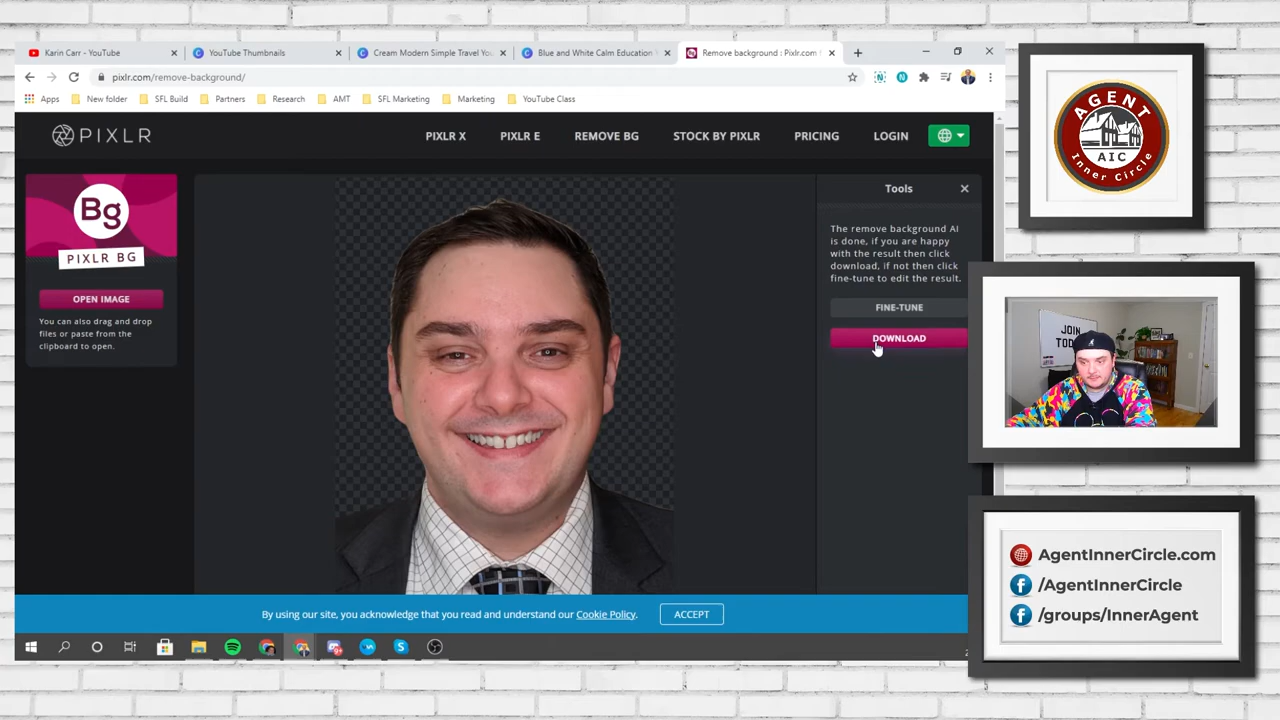 Karin Carr - YouTube
YouTube Thumbnails
Cream Modern Simple Travel You
Blue and White Calm Education
Remove background : Pixlr.com
pixlr.com/remove-background/
Apps
New folder
SFL Build
Partners
Research
AMT
SFL Marketing
Marketing
YouTube Class
PIXLR
PIXLR X
PIXLR E
REMOVE BG
STOCK BY PIXLR
PRICING
LOGIN
Bg
PIXLR BG
OPEN IMAGE
You can also drag and drop
files or paste from the
clipboard to open.
Tools
The remove background AI
is done, if you are happy
with the result then click
download, if not then click
fine-tune to edit the result.
FINE-TUNE
DOWNLOAD
By using our site, you acknowledge that you read and understand our Cookie Policy.
ACCEPT
AGENT
AIC
Inner Circle
JOIN
AgentInnerCircle.com
/AgentInnerCircle
/groups/InnerAgent